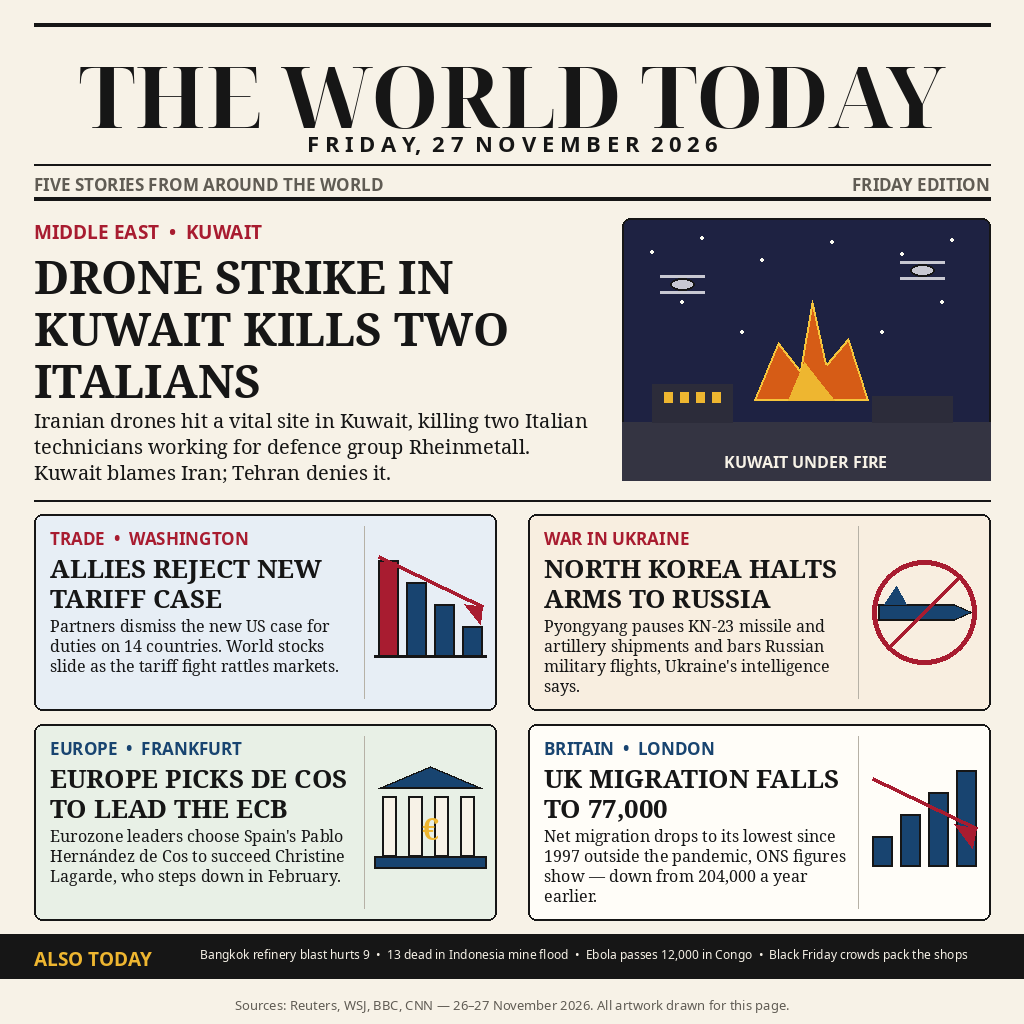 THE WORLD TODAY
FRIDAY, 27 NOVEMBER 2026
FIVE STORIES FROM AROUND THE WORLD
FRIDAY EDITION
MIDDLE EAST • KUWAIT
DRONE STRIKE IN
KUWAIT KILLS TWO
ITALIANS
Iranian drones hit a vital site in Kuwait, killing two Italian
technicians working for defence group Rheinmetall.
Kuwait blames Iran; Tehran denies it.
KUWAIT UNDER FIRE
TRADE • WASHINGTON
ALLIES REJECT NEW
TARIFF CASE
Partners dismiss the new US case for
duties on 14 countries. World stocks
slide as the tariff fight rattles markets.
WAR IN UKRAINE
NORTH KOREA HALTS
ARMS TO RUSSIA
Pyongyang pauses KN-23 missile and
artillery shipments and bars Russian
military flights, Ukraine's intelligence
says.
EUROPE • FRANKFURT
EUROPE PICKS DE COS
TO LEAD THE ECB
Eurozone leaders choose Spain's Pablo
Hernández de Cos to succeed Christine
Lagarde, who steps down in February.
€
BRITAIN • LONDON
UK MIGRATION FALLS
TO 77,000
Net migration drops to its lowest since
1997 outside the pandemic, ONS figures
show — down from 204,000 a year
earlier.
ALSO TODAY
Bangkok refinery blast hurts 9 • 13 dead in Indonesia mine flood • Ebola passes 12,000 in Congo • Black Friday crowds pack the shops
Sources: Reuters, WSJ, BBC, CNN — 26–27 November 2026. All artwork drawn for this page.